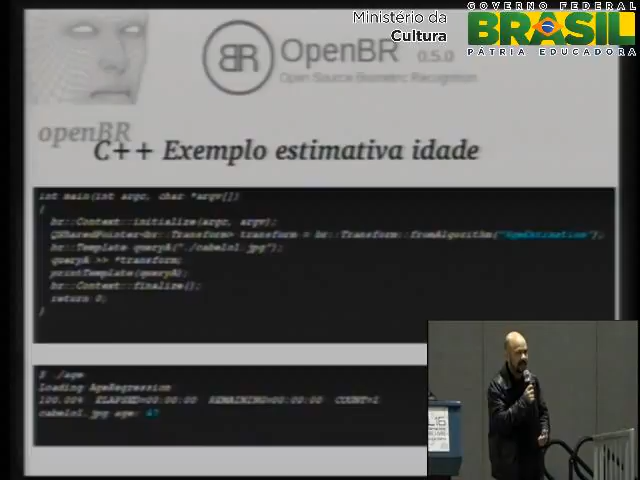 Ministério da
Cultura
GOVERNO FEDERAL
BRASIL
PÁTRIA EDUCADORA
BR OpenBR 0.5.0
Open Source Biometric Recognition
openBR
C++ Exemplo estimativa idade
int main(int argc, char *argv[])
{
br::Context::initialize(argc, argv);
QSharedPointer<br::Transform> transform = br::Transform::fromAlgorithm("AgeEstimation");
br::Template queryA("./cabelo1.jpg");
queryA >> *transform;
printTemplate(queryA);
br::Context::finalize();
return 0;
}
$ ./age
Loading AgeRegression
100.00% ELAPSED=00:00:00 REMAINING=00:00:00 COUNT=1
cabelo1.jpg age: